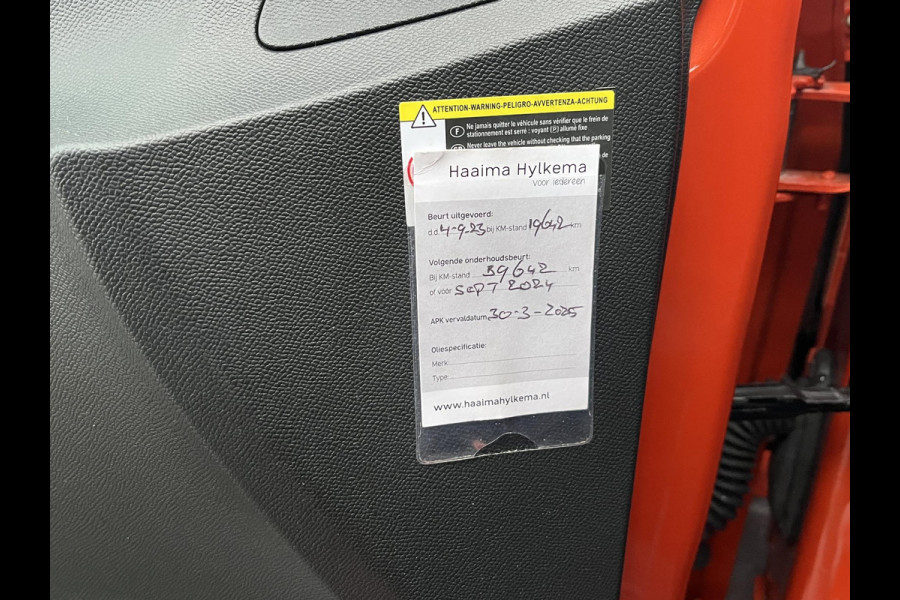 ATTENTION-WARNING-PELIGRO-AVVERTENZA-ACHTUNG
F Ne jamais quitter le véhicule sans vérifier que le frein de
stationnement est serré : voyant (P) allumé fixe
GB Never leave the vehicle without checking that the parking
Haaima Hylkema
voor iedereen
Beurt uitgevoerd:
d.d. 4-9-23 bij KM-stand 19642 km
Volgende onderhoudsbeurt:
Bij KM-stand 39642 km
of vóór Sept 2024
APK vervaldatum 30-3-2025
Oliespecificatie:
Merk
Type
www.haaimahylkema.nl